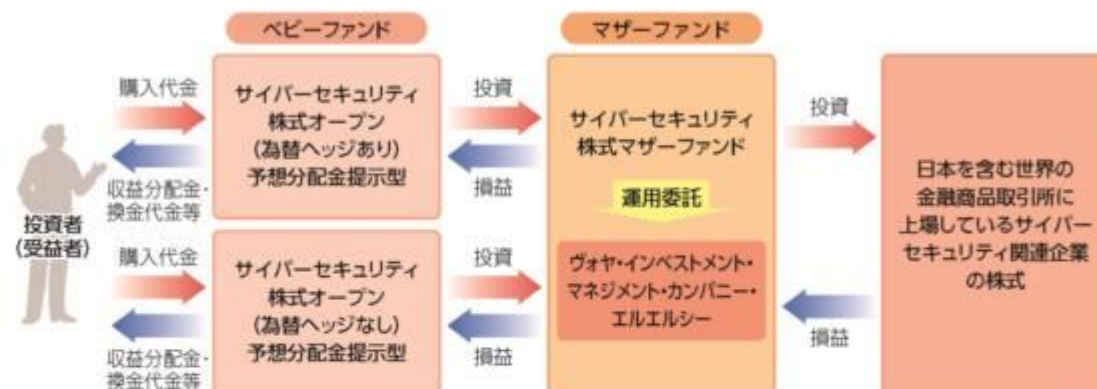 ベビーファンド
マザーファンド
購入代金
収益分配金・
換金代金等
サイバーセキュリティ
株式オープン
(為替ヘッジあり)
予想分配金提示型
投資
損益
サイバーセキュリティ
株式マザーファンド
運用委託
ヴォヤ・インベストメント・
マネジメント・カンパニー・
エルエルシー
投資
損益
日本を含む世界の
金融商品取引所に
上場しているサイバー
セキュリティ関連企業
の株式
投資者
(受益者)
購入代金
収益分配金・
換金代金等
サイバーセキュリティ
株式オープン
(為替ヘッジなし)
予想分配金提示型
投資
損益